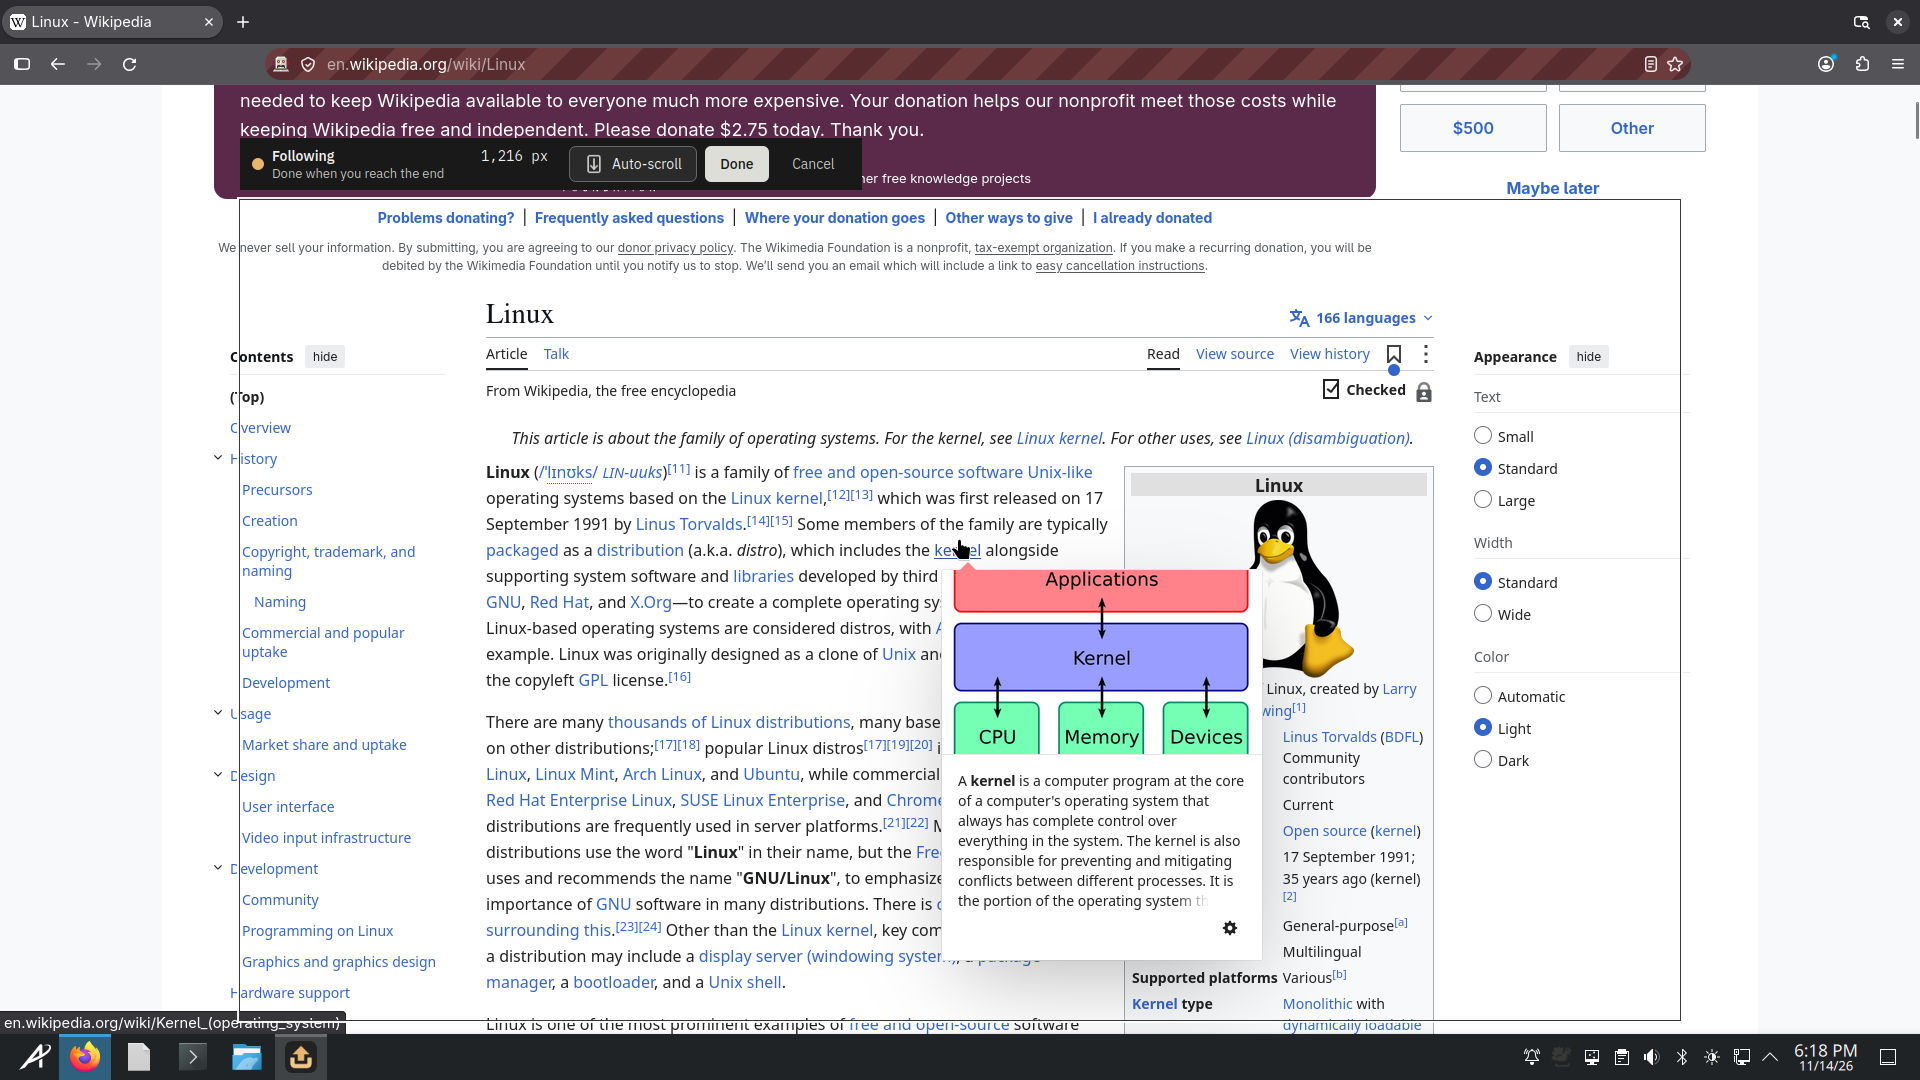 Linux - Wikipedia
en.wikipedia.org/wiki/Linux
needed to keep Wikipedia available to everyone much more expensive. Your donation helps our nonprofit meet those costs while
keeping Wikipedia free and independent. Please donate $2.75 today. Thank you.
$500
Other
Following
Done when you reach the end
1,216 px
Auto-scroll
Done
Cancel
her free knowledge projects
Maybe later
Problems donating? | Frequently asked questions | Where your donation goes | Other ways to give | I already donated
We never sell your information. By submitting, you are agreeing to our donor privacy policy. The Wikimedia Foundation is a nonprofit, tax-exempt organization. If you make a recurring donation, you will be
debited by the Wikimedia Foundation until you notify us to stop. We'll send you an email which will include a link to easy cancellation instructions.
Linux
166 languages
Contents hide
(Top)
Overview
History
Precursors
Creation
Copyright, trademark, and
naming
Naming
Commercial and popular
uptake
Development
Usage
Market share and uptake
Design
User interface
Video input infrastructure
Development
Community
Programming on Linux
Graphics and graphics design
Hardware support
Article Talk
Read View source View history
From Wikipedia, the free encyclopedia
Checked
This article is about the family of operating systems. For the kernel, see Linux kernel. For other uses, see Linux (disambiguation).
Linux (/ˈlɪnʊks/ LIN-uuks)[11] is a family of free and open-source software Unix-like
operating systems based on the Linux kernel,[12][13] which was first released on 17
September 1991 by Linus Torvalds.[14][15] Some members of the family are typically
packaged as a distribution (a.k.a. distro), which includes the kernel alongside
supporting system software and libraries developed by third
GNU, Red Hat, and X.Org—to create a complete operating sy
Linux-based operating systems are considered distros, with A
example. Linux was originally designed as a clone of Unix an
the copyleft GPL license.[16]
There are many thousands of Linux distributions, many base
on other distributions;[17][18] popular Linux distros[17][19][20] i
Linux, Linux Mint, Arch Linux, and Ubuntu, while commercial
Red Hat Enterprise Linux, SUSE Linux Enterprise, and Chrome
distributions are frequently used in server platforms.[21][22] M
distributions use the word "Linux" in their name, but the Fre
uses and recommends the name "GNU/Linux", to emphasize
importance of GNU software in many distributions. There is c
surrounding this.[23][24] Other than the Linux kernel, key com
a distribution may include a display server (windowing system), a package
manager, a bootloader, and a Unix shell.
Linux is one of the most prominent examples of free and open-source software
Applications
Kernel
CPU
Memory
Devices
A kernel is a computer program at the core
of a computer's operating system that
always has complete control over
everything in the system. The kernel is also
responsible for preventing and mitigating
conflicts between different processes. It is
the portion of the operating system th
Linux
Linux, created by Larry
wing[1]
Linus Torvalds (BDFL)
Community
contributors
Current
Open source (kernel)
17 September 1991;
35 years ago (kernel)
[2]
General-purpose[a]
Multilingual
Supported platforms Various[b]
Kernel type Monolithic with
dynamically loadable
Appearance hide
Text
Small
Standard
Large
Width
Standard
Wide
Color
Automatic
Light
Dark
en.wikipedia.org/wiki/Kernel_(operating_system)
6:18 PM
11/14/26